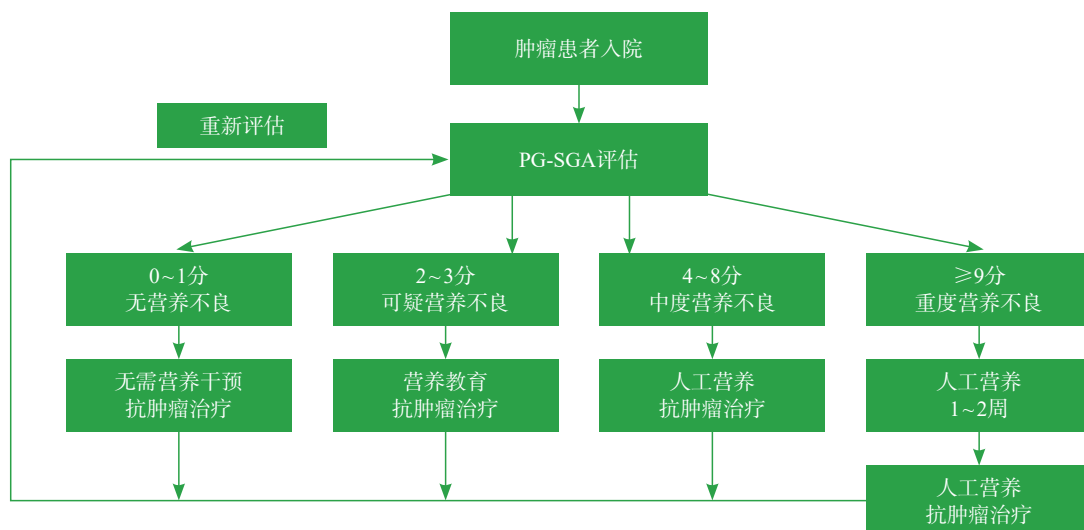 肿瘤患者入院
重新评估
PG-SGA评估
0~1分
无营养不良
2~3分
可疑营养不良
4~8分
中度营养不良
≥9分
重度营养不良
无需营养干预
抗肿瘤治疗
营养教育
抗肿瘤治疗
人工营养
抗肿瘤治疗
人工营养
1~2周
人工营养
抗肿瘤治疗